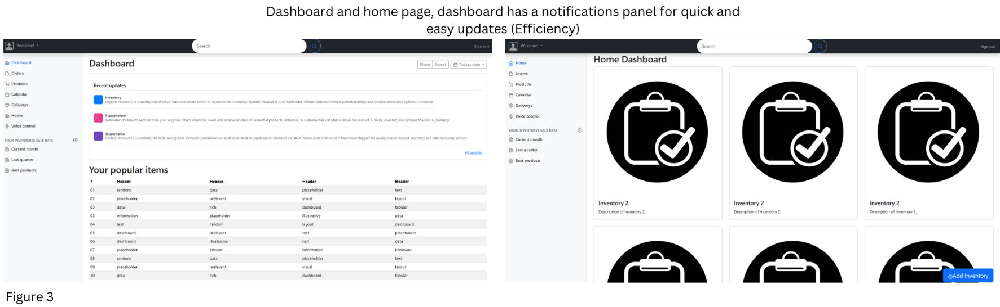 Dashboard and home page, dashboard has a notifications panel for quick and
easy updates (Efficiency)
Welcome!
Search
Sign out
Dashboard
Orders
Products
Calendar
Deliverys
Home
Voice control
YOUR INVENTORYS SALE DATA
Current month
Last quarter
Best products
Dashboard
Share Export Todays data
Recent updates
Inventory
Urgent: Product C is currently out of stock. Take immediate action to replenish the inventory. Update: Product D is on backorder. Inform customers about potential delays and provide alternative options if available.
Placesholder
Reminder: It's time to reorder from your supplier. Check inventory levels and initiate reorders for essential products. Attention: A customer has initiated a return for Product E. Verify inventory and process the return promptly.
@username
Update: Product G is currently the best-selling item. Consider promotions or additional stock to capitalize on demand. QC Alert: Some units of Product F have been flagged for quality issues. Inspect inventory and take necessary actions.
All updates
Your popular items
# Header Header Header Header
01 random data placeholder text
02 placeholder irrelevant visual layout
03 data rich dashboard tabular
03 information placeholder illustrative data
04 text random layout dashboard
05 dashboard irrelevant text placeholder
06 dashboard illustrative rich data
07 placeholder tabular information irrelevant
08 random data placeholder text
09 placeholder irrelevant visual layout
10 data rich dashboard tabular
Welcome!
Search
Sign out
Home
Orders
Products
Calendar
Deliverys
Voice control
YOUR INVENTORYS SALE DATA
Current month
Last quarter
Best products
Home Dashboard
Inventory 2
Description of Inventory 2.
Inventory 2
Description of Inventory 2.
Inventory 2
Description of Inventory 2.
Add Inventory
Figure 3